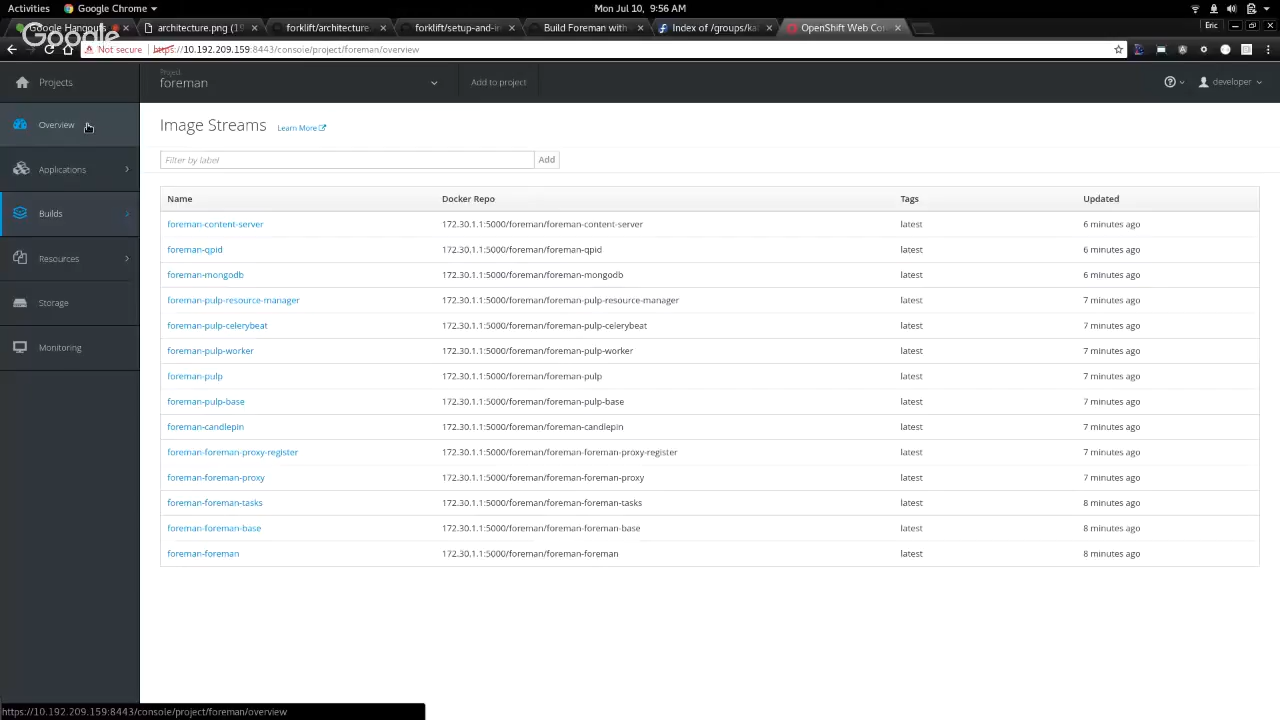 Activities Google Chrome Mon Jul 10, 9:56 AM Eric
Google Hangouts architecture.png (19 forklift/architecture. forklift/setup-and-in Build Foreman with Index of /groups/ka OpenShift Web Co
Google
Not secure https://10.192.209.159:8443/console/project/foreman/overview
Projects
Project
foreman
Add to project
developer
Overview
Applications
Builds
Resources
Storage
Monitoring
Image Streams Learn More
Filter by label Add
Name Docker Repo Tags Updated
foreman-content-server 172.30.1.1:5000/foreman/foreman-content-server latest 6 minutes ago
foreman-qpid 172.30.1.1:5000/foreman/foreman-qpid latest 6 minutes ago
foreman-mongodb 172.30.1.1:5000/foreman/foreman-mongodb latest 6 minutes ago
foreman-pulp-resource-manager 172.30.1.1:5000/foreman/foreman-pulp-resource-manager latest 7 minutes ago
foreman-pulp-celerybeat 172.30.1.1:5000/foreman/foreman-pulp-celerybeat latest 7 minutes ago
foreman-pulp-worker 172.30.1.1:5000/foreman/foreman-pulp-worker latest 7 minutes ago
foreman-pulp 172.30.1.1:5000/foreman/foreman-pulp latest 7 minutes ago
foreman-pulp-base 172.30.1.1:5000/foreman/foreman-pulp-base latest 7 minutes ago
foreman-candlepin 172.30.1.1:5000/foreman/foreman-candlepin latest 7 minutes ago
foreman-foreman-proxy-register 172.30.1.1:5000/foreman/foreman-foreman-proxy-register latest 7 minutes ago
foreman-foreman-proxy 172.30.1.1:5000/foreman/foreman-foreman-proxy latest 7 minutes ago
foreman-foreman-tasks 172.30.1.1:5000/foreman/foreman-foreman-tasks latest 8 minutes ago
foreman-foreman-base 172.30.1.1:5000/foreman/foreman-foreman-base latest 8 minutes ago
foreman-foreman 172.30.1.1:5000/foreman/foreman-foreman latest 8 minutes ago
https://10.192.209.159:8443/console/project/foreman/overview